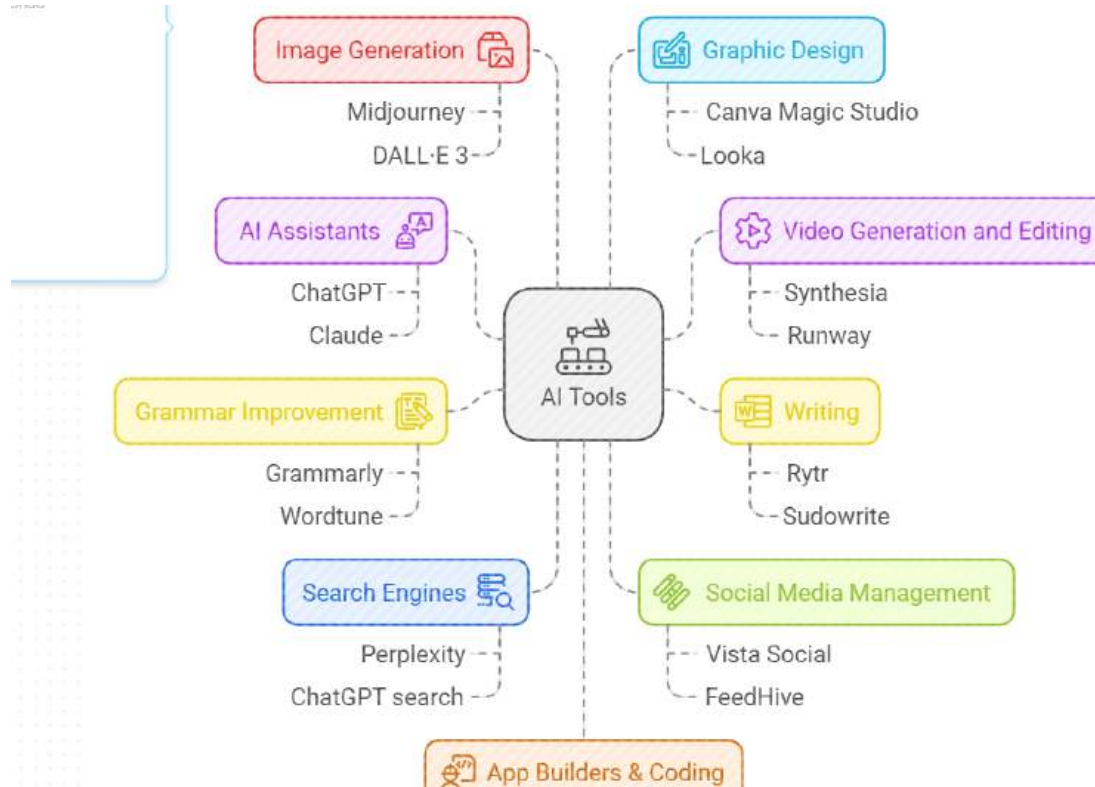 Image Generation
Midjourney
DALL·E 3
Graphic Design
Canva Magic Studio
Looka
AI Assistants
ChatGPT
Claude
Video Generation and Editing
Synthesia
Runway
AI Tools
Grammar Improvement
Grammarly
Wordtune
Writing
Rytr
Sudowrite
Search Engines
Perplexity
ChatGPT search
Social Media Management
Vista Social
FeedHive
App Builders & Coding